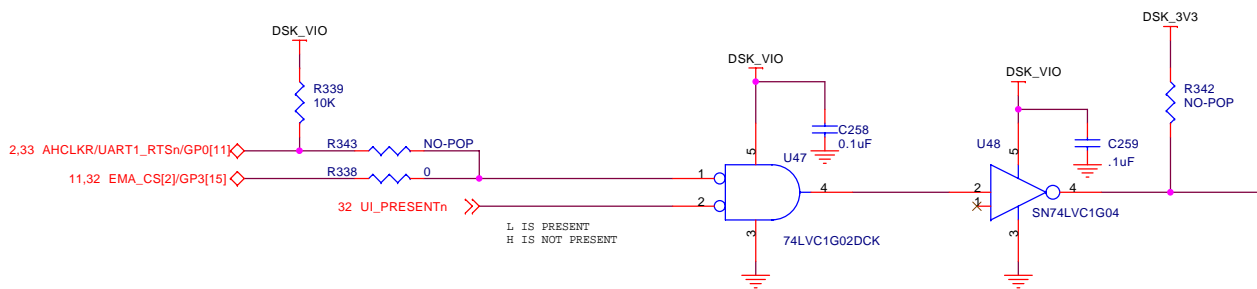 DSK_3V3
DSK_VIO
DSK_VIO
DSK_VIO
R339
10K
R342
NO-POP
C258
0.1uF
U47
5
U48
5
C259
.1uF
2,33 AHCLKR/UART1_RTSn/GP0[11]
R343
NO-POP
11,32 EMA_CS[2]/GP3[15]
R338
0
1
4
2
4
1
32 UI_PRESENTn
2
SN74LVC1G04
L IS PRESENT
H IS NOT PRESENT
3
74LVC1G02DCK
3